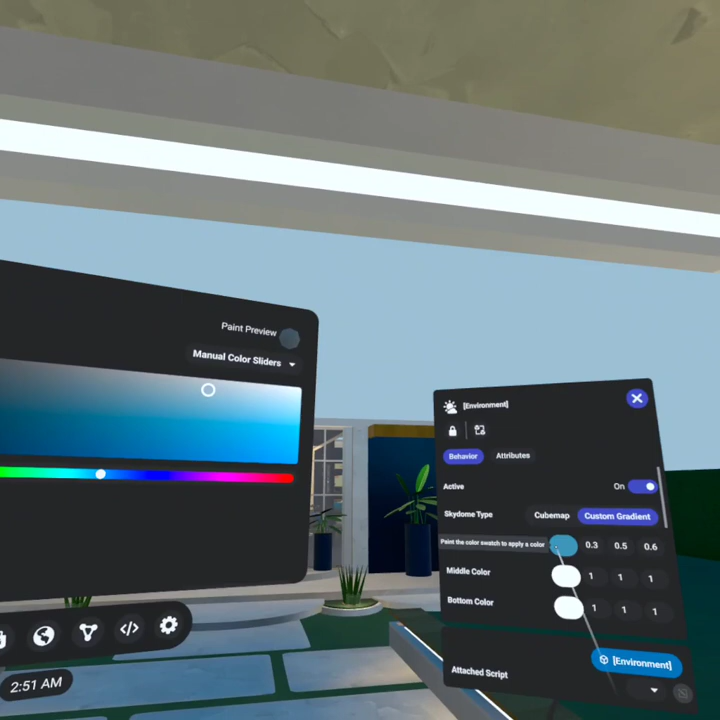 Paint Preview
Manual Color Sliders
2:51 AM
[Environment]
Behavior
Attributes
Active
On
Skydome Type
Cubemap
Custom Gradient
Paint the color swatch to apply a color
0.3 0.5 0.6
Middle Color
1 1 1
Bottom Color
1 1 1
[Environment]
Attached Script